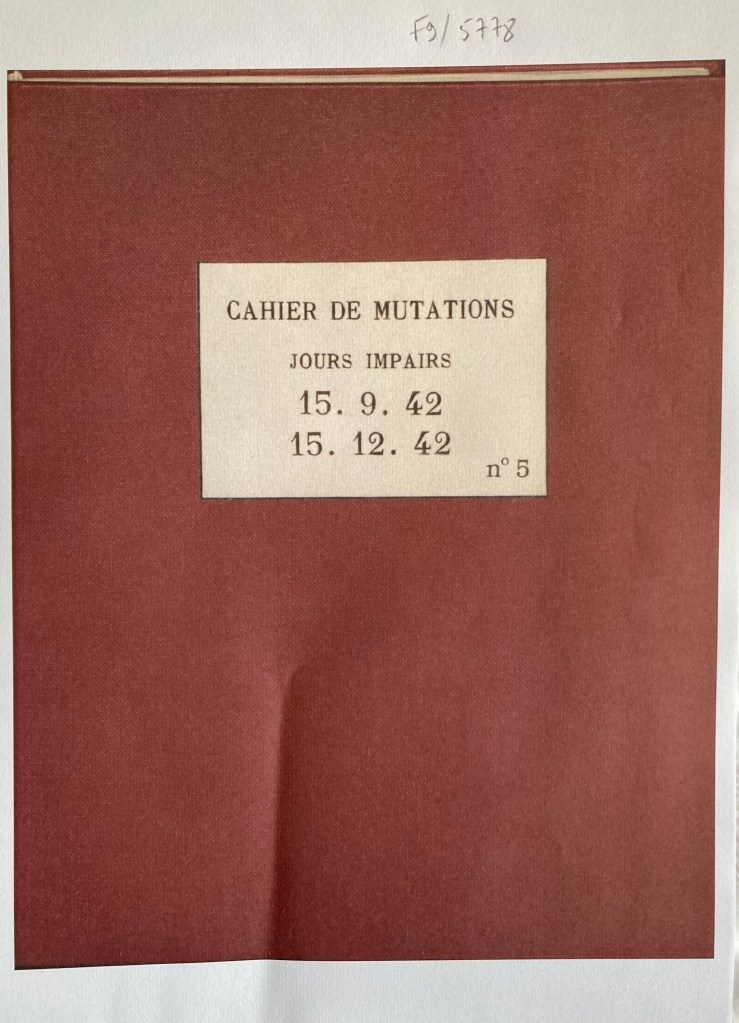 F9/5778
CAHIER DE MUTATIONS
JOURS IMPAIRS
15. 9. 42
15. 12. 42
n° 5